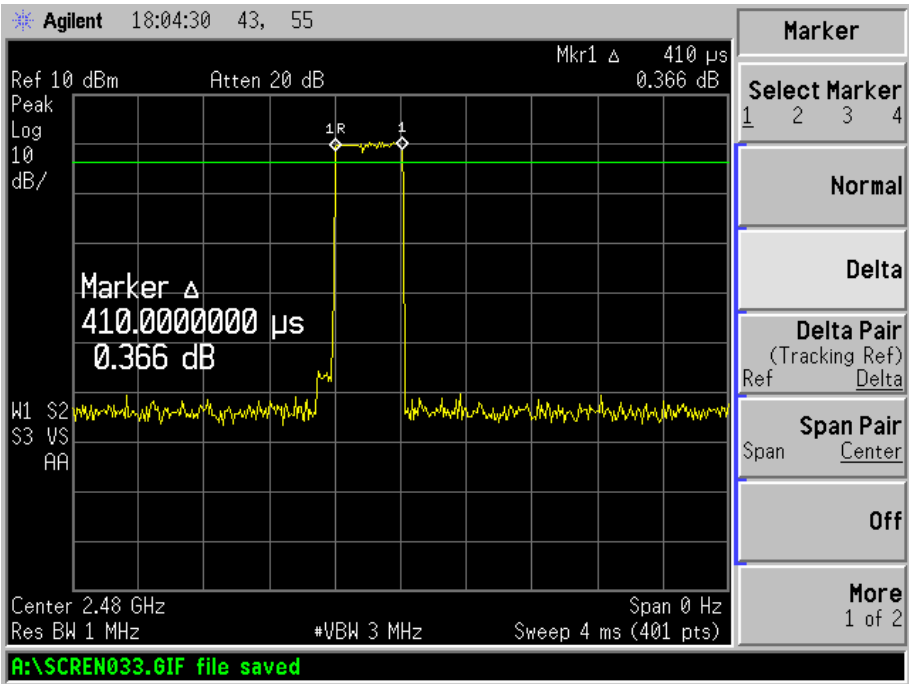 Agilent 18:04:30 43, 55
Mkr1 Δ 410 µs
Ref 10 dBm Atten 20 dB 0.366 dB
Peak
Log
10
dB/
1R 1
Marker Δ
410.0000000 µs
0.366 dB
W1 S2
S3 VS
AA
Center 2.48 GHz Span 0 Hz
Res BW 1 MHz #VBW 3 MHz Sweep 4 ms (401 pts)
A:\SCREN033.GIF file saved
Marker
Select Marker
1 2 3 4
Normal
Delta
Delta Pair
(Tracking Ref)
Ref Delta
Span Pair
Span Center
Off
More
1 of 2